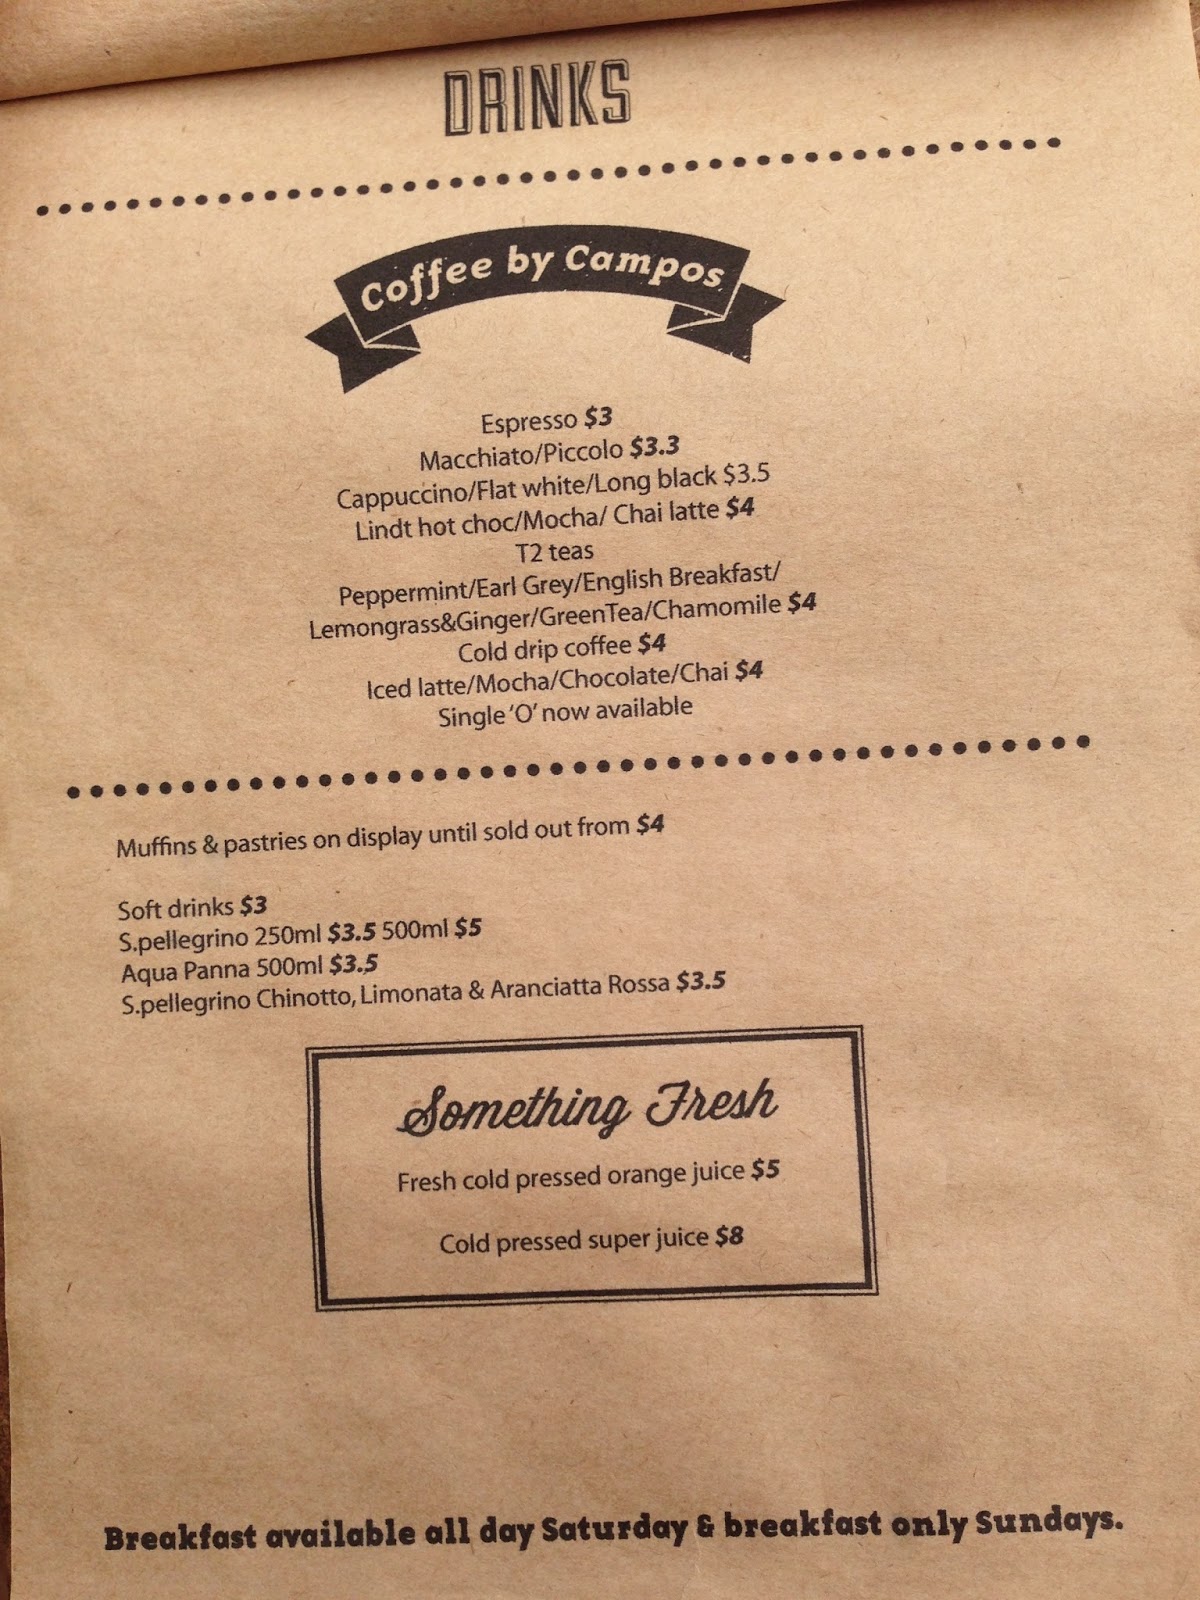 DRINKS
Coffee by Campos
Espresso $3
Macchiato/Piccolo $3.3
Cappuccino/Flat white/Long black $3.5
Lindt hot choc/Mocha/ Chai latte $4
T2 teas
Peppermint/Earl Grey/English Breakfast/
Lemongrass&Ginger/GreenTea/Chamomile $4
Cold drip coffee $4
Iced latte/Mocha/Chocolate/Chai $4
Single 'O' now available
Muffins & pastries on display until sold out from $4
Soft drinks $3
S.pellegrino 250ml $3.5 500ml $5
Aqua Panna 500ml $3.5
S.pellegrino Chinotto, Limonata & Aranciatta Rossa $3.5
Something Fresh
Fresh cold pressed orange juice $5
Cold pressed super juice $8
Breakfast available all day Saturday & breakfast only Sundays.